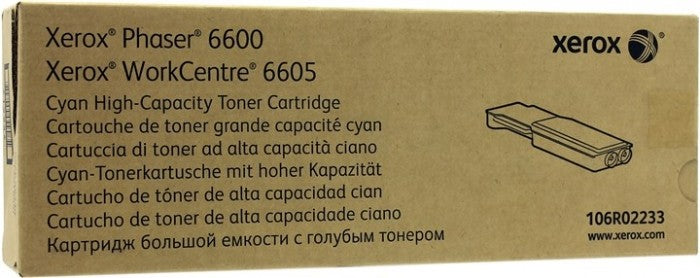 Xerox® Phaser® 6600
Xerox® WorkCentre® 6605
xerox
Cyan High-Capacity Toner Cartridge
Cartouche de toner grande capacité cyan
Cartuccia di toner ad alta capacità ciano
Cyan-Tonerkartusche mit hoher Kapazität
Cartucho de tóner de alta capacidad cian
Cartucho de toner de alta capacidade ciano
Картридж большой емкости с голубым тонером
106R02233
www.xerox.com